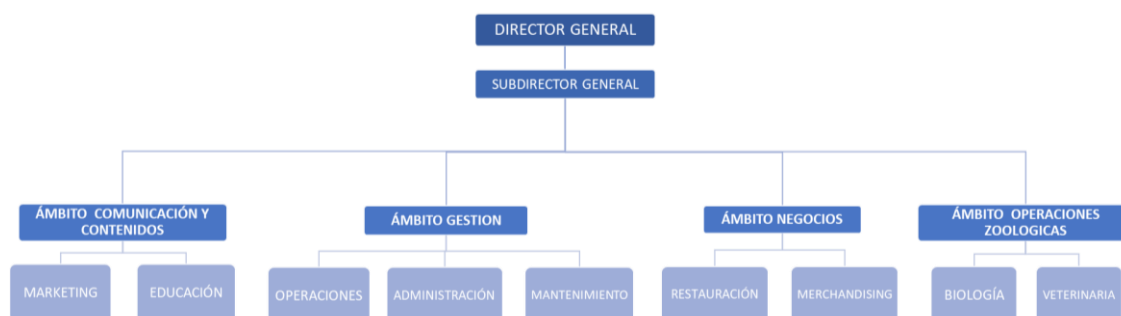 DIRECTOR GENERAL
SUBDIRECTOR GENERAL
ÁMBITO COMUNICACIÓN Y
CONTENIDOS
ÁMBITO GESTION
ÁMBITO NEGOCIOS
ÁMBITO OPERACIONES
ZOOLOGICAS
MARKETING
EDUCACIÓN
OPERACIONES
ADMINISTRACIÓN
MANTENIMIENTO
RESTAURACIÓN
MERCHANDISING
BIOLOGÍA
VETERINARIA